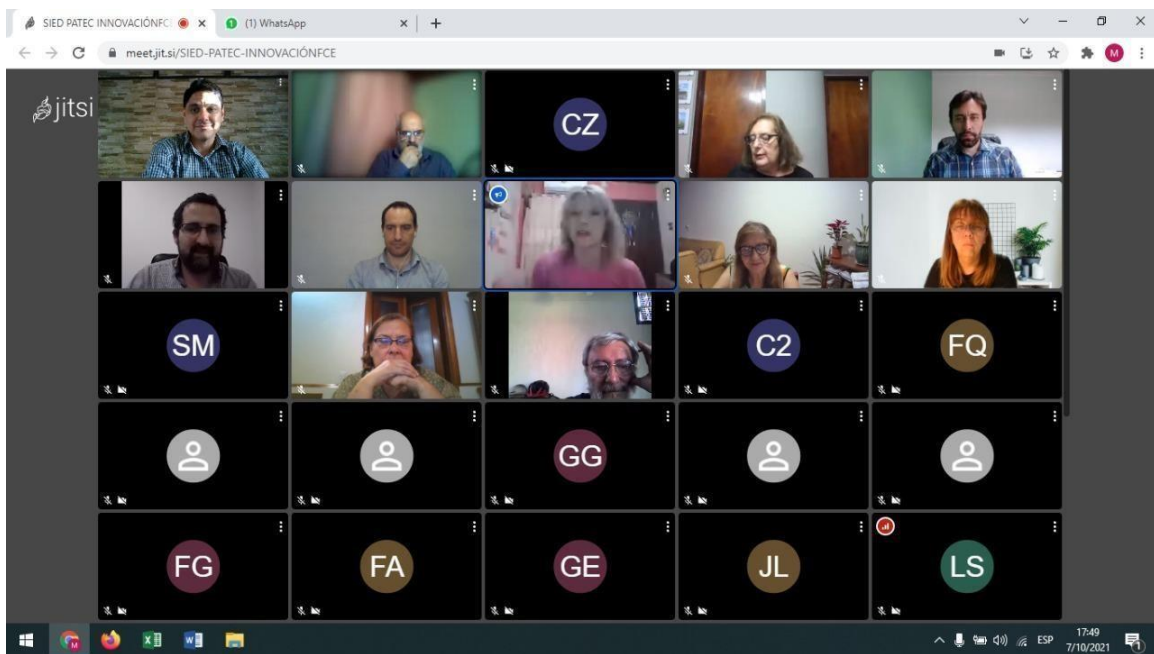 SIED PATEC INNOVACIÓNFC
(1) WhatsApp
meet.jit.si/SIED-PATEC-INNOVACIÓNFCE
M
jitsi
CZ
SM
C2
FQ
GG
FG
FA
GE
JL
LS
ESP
17:49
7/10/2021
1